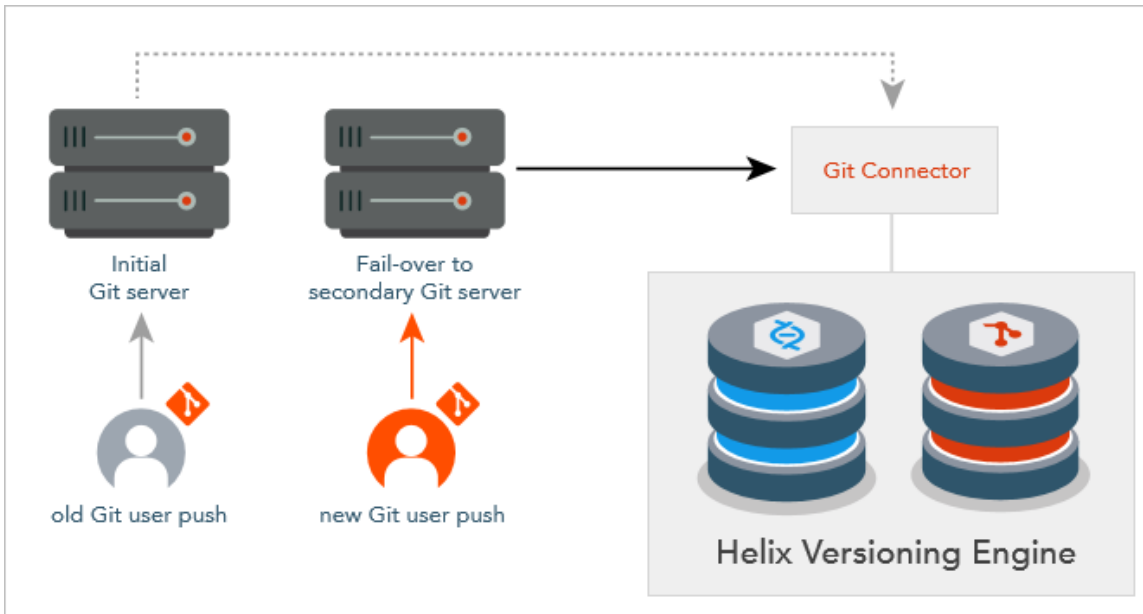 Git Connector
Initial
Git server
Fail-over to
secondary Git server
old Git user push
new Git user push
Helix Versioning Engine